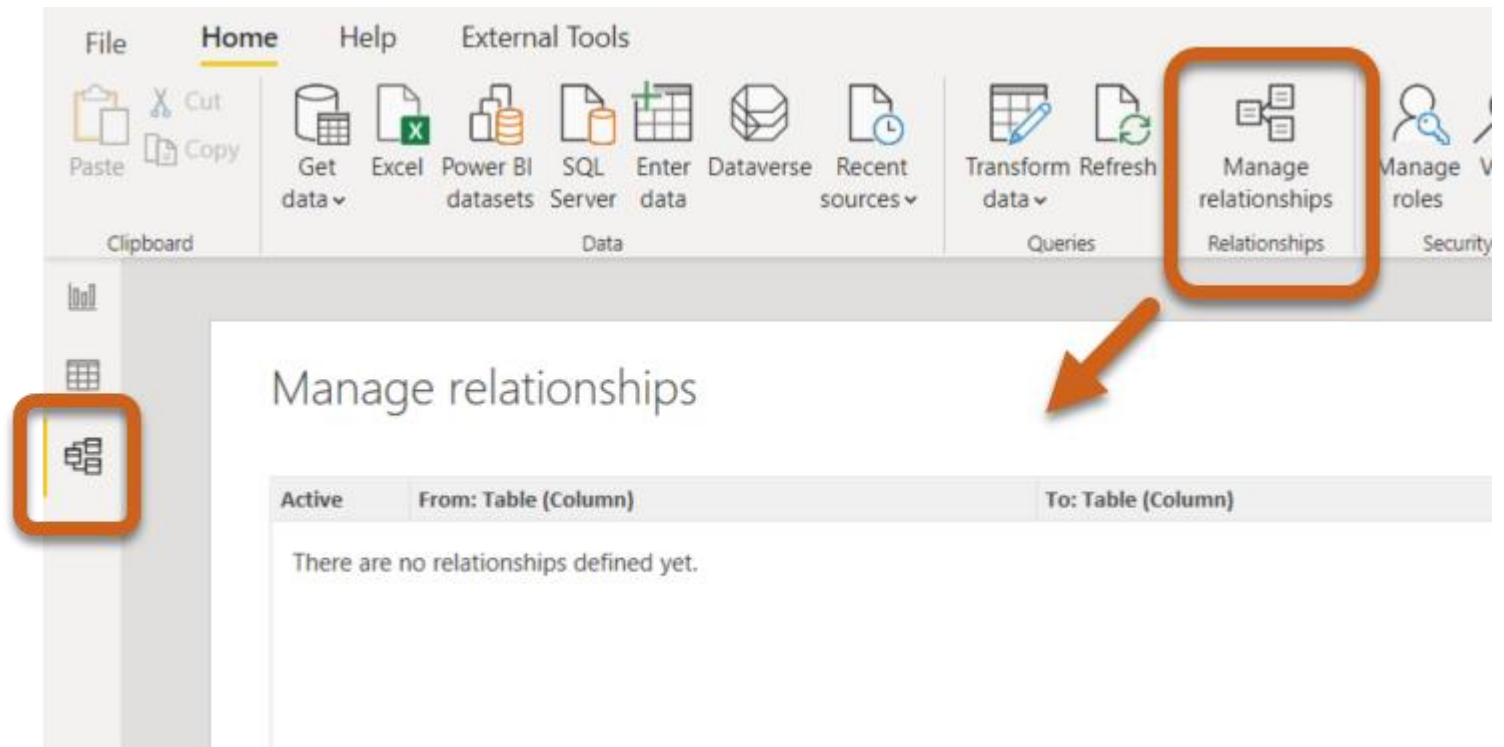 File Home Help External Tools
Cut
Copy
Paste
Get data
Excel
Power BI datasets
SQL Server
Enter data
Dataverse
Recent sources
Transform data
Refresh
Manage relationships
Manage roles
V
Clipboard
Data
Queries
Relationships
Security
Manage relationships
Active From: Table (Column) To: Table (Column)
There are no relationships defined yet.